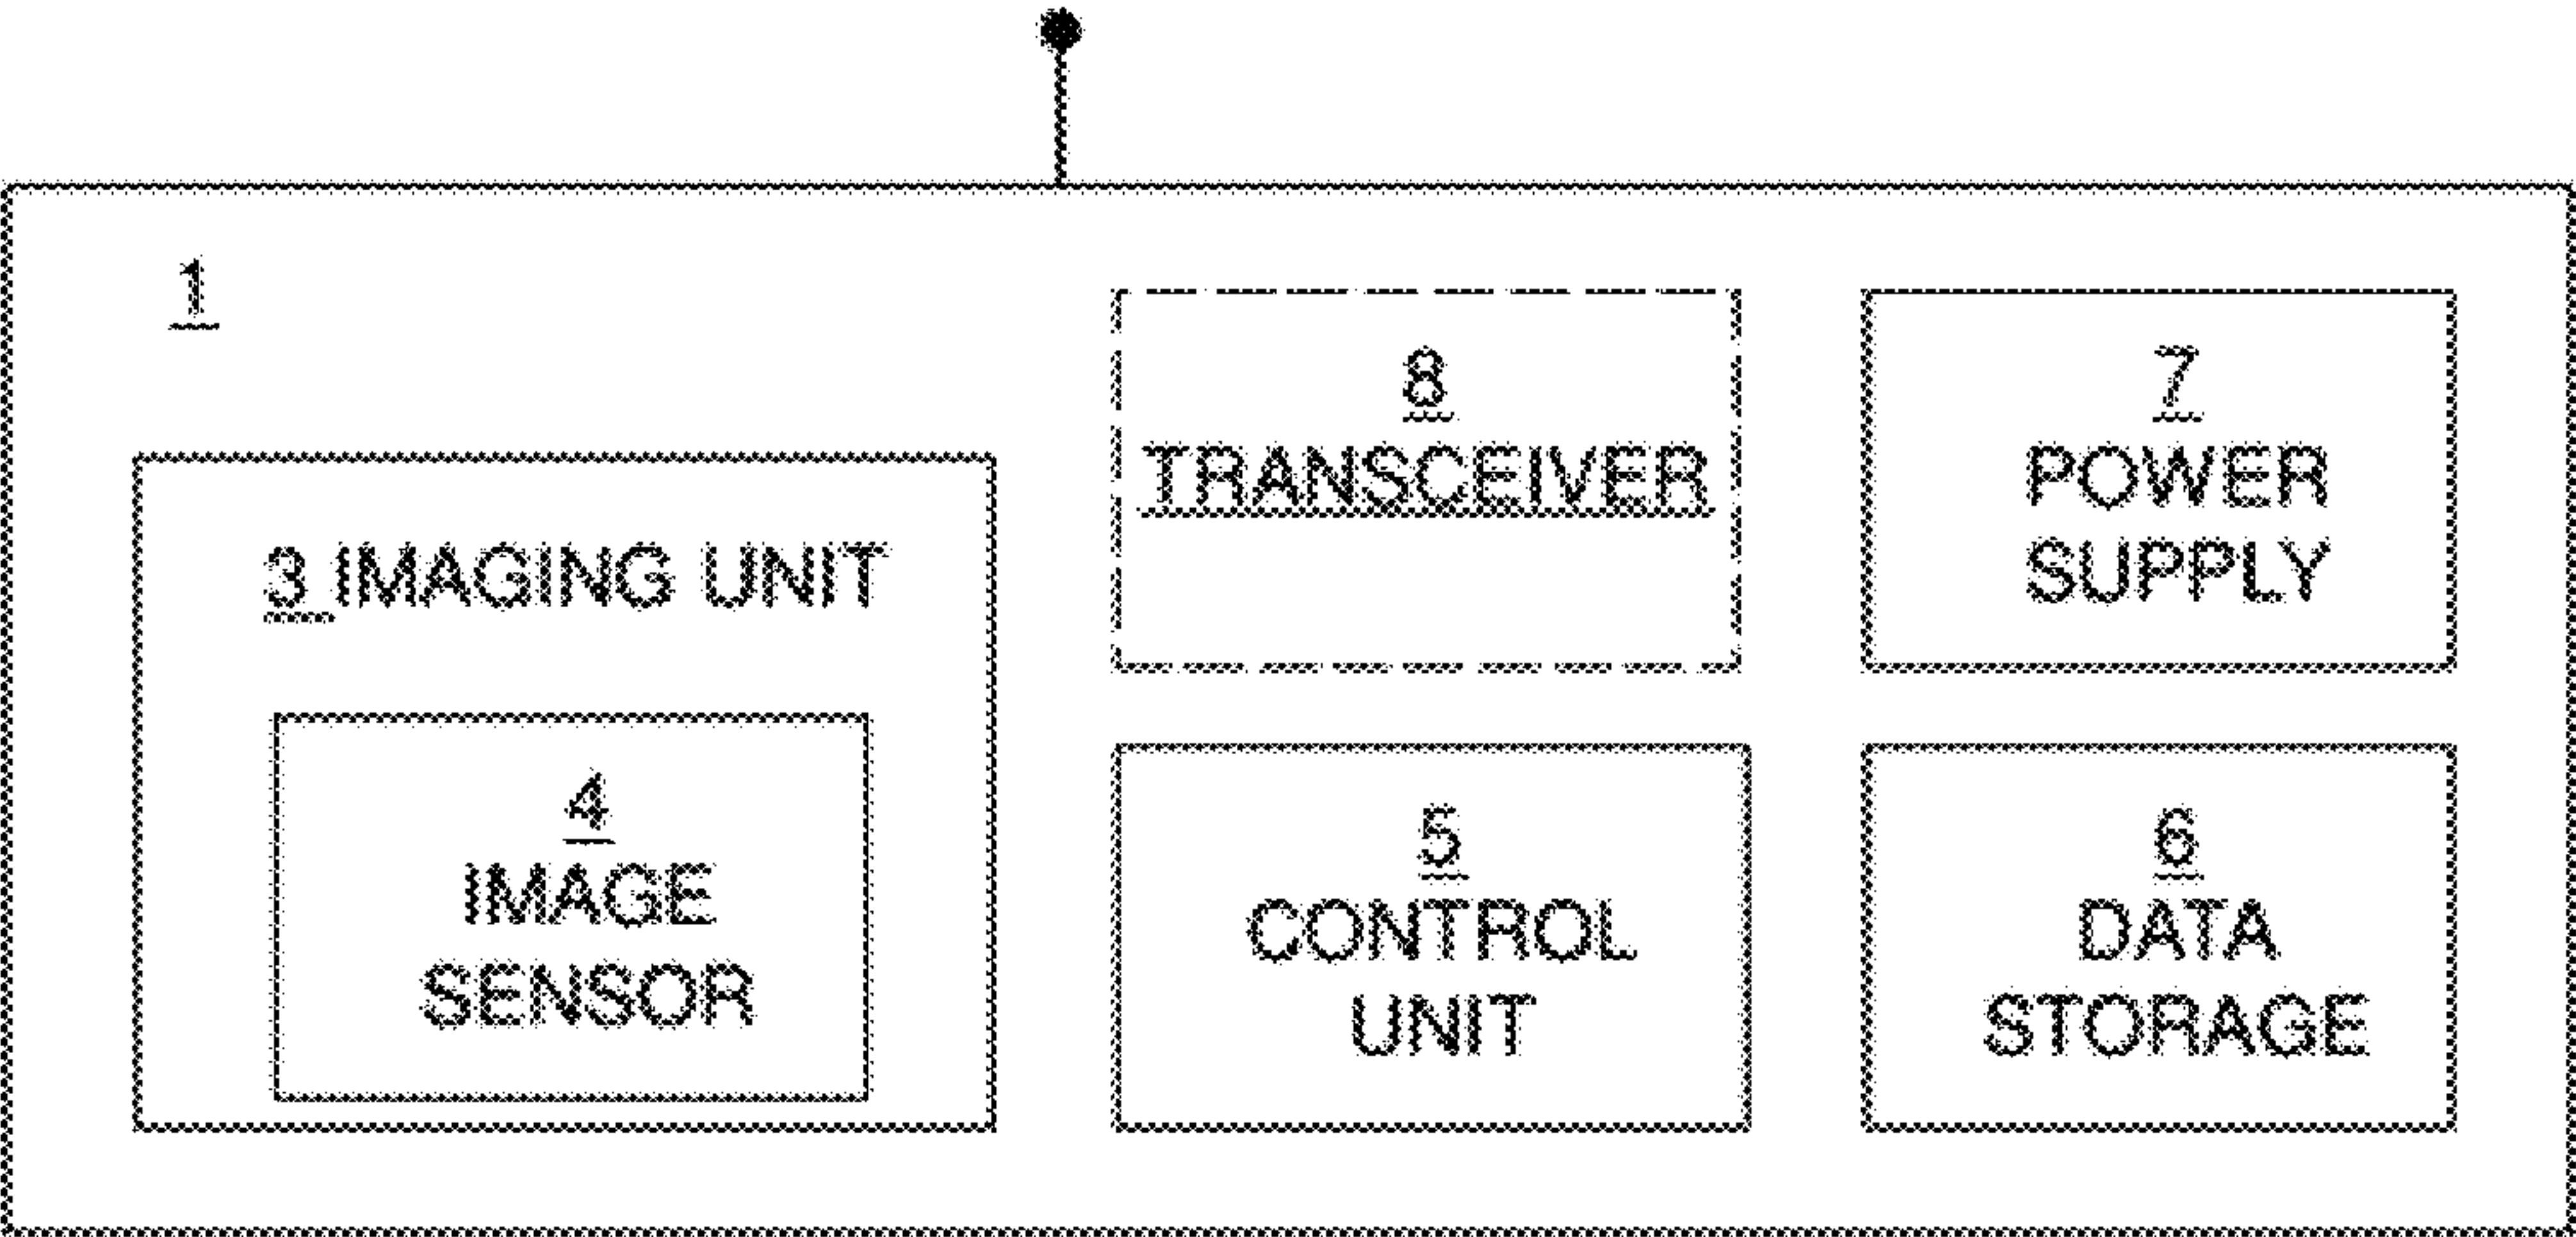 1
3 IMAGING UNIT
4
IMAGE
SENSOR
8
TRANSCEIVER
7
POWER
SUPPLY
5
CONTROL
UNIT
6
DATA
STORAGE